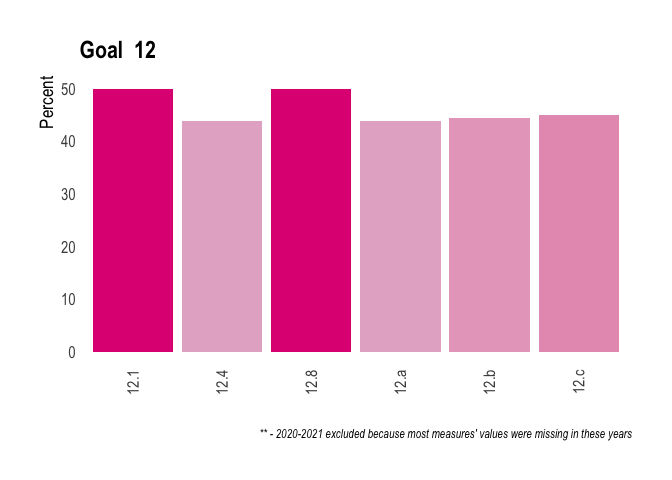 Goal  12
Percent
50
40
30
20
10
0
12.1
12.4
12.8
12.a
12.b
12.c
** - 2020-2021 excluded because most measures' values were missing in these years